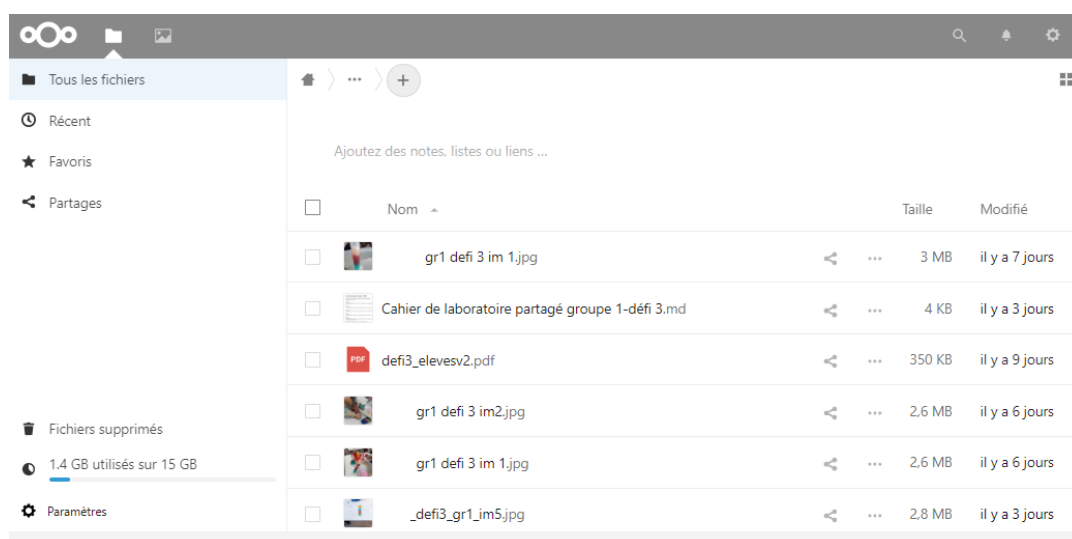 Tous les fichiers
Récent
Favoris
Partages
Fichiers supprimés
1.4 GB utilisés sur 15 GB
Paramètres
Ajoutez des notes, listes ou liens ...
Nom Taille Modifié
gr1 defi 3 im 1.jpg 3 MB il y a 7 jours
Cahier de laboratoire partagé groupe 1-défi 3.md 4 KB il y a 3 jours
PDF defi3_elevesv2.pdf 350 KB il y a 9 jours
gr1 defi 3 im2.jpg 2,6 MB il y a 6 jours
gr1 defi 3 im 1.jpg 2,6 MB il y a 6 jours
_defi3_gr1_im5.jpg 2,8 MB il y a 3 jours